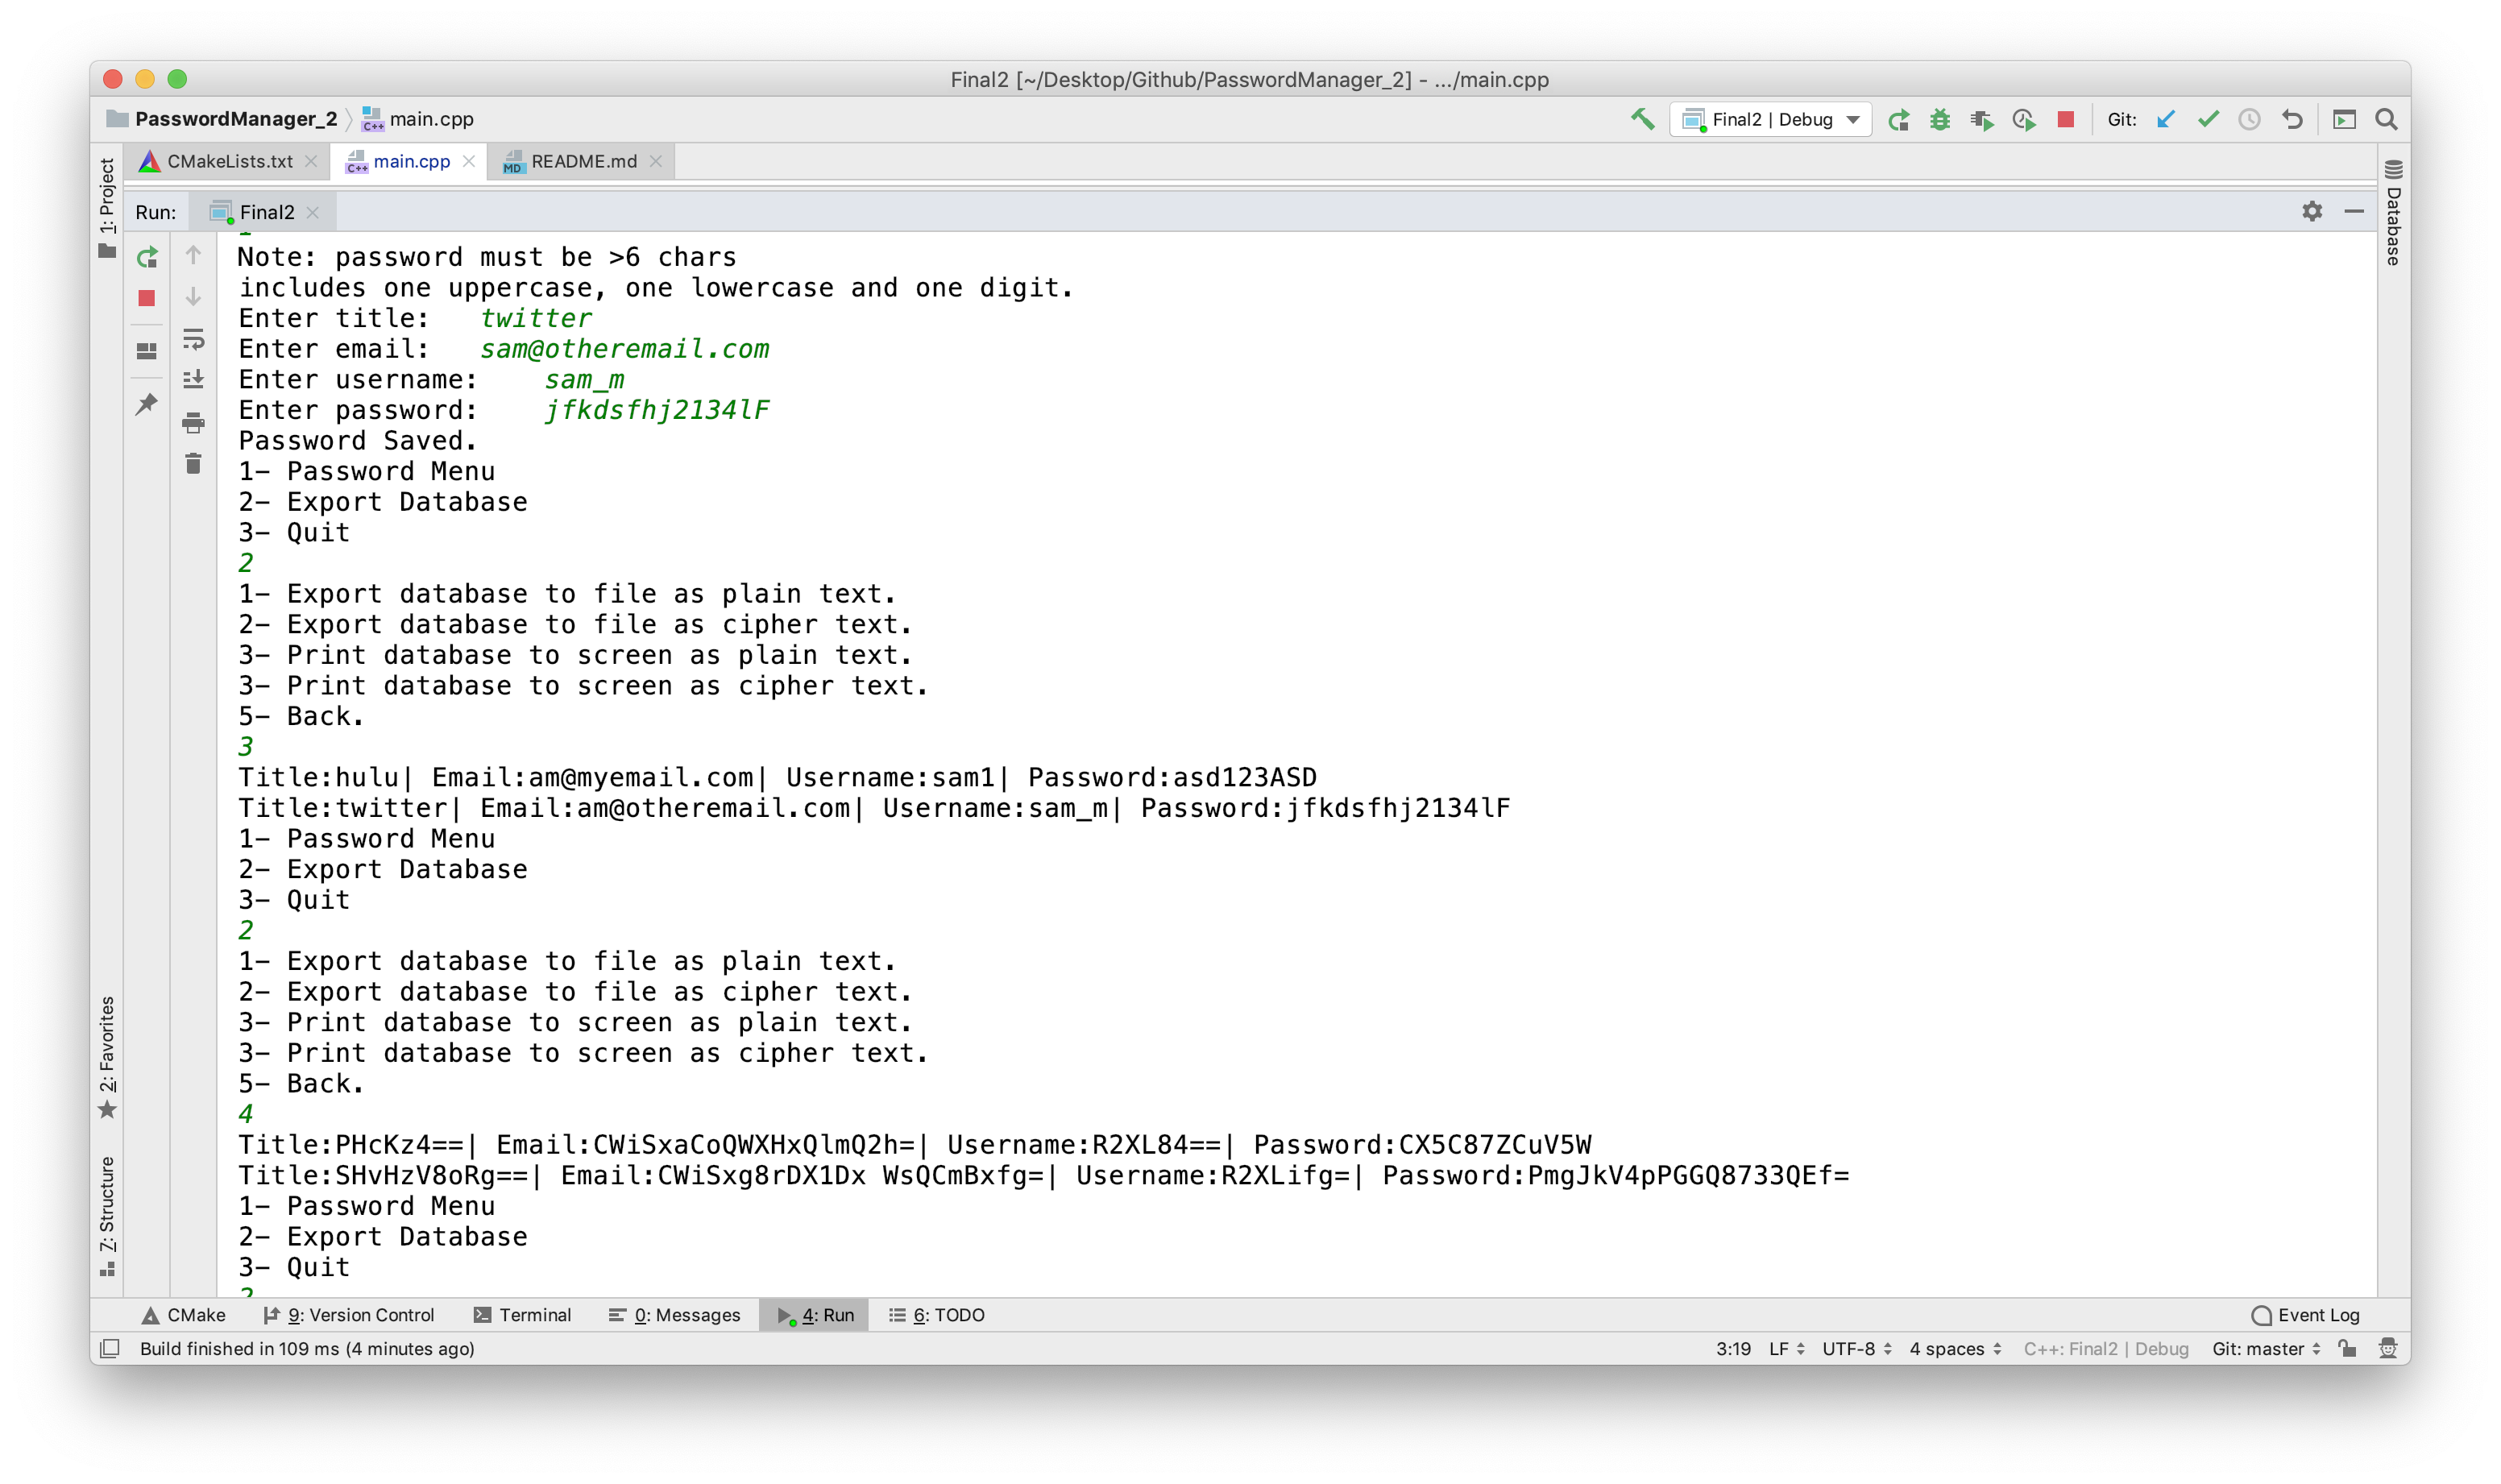 Final2 [~/Desktop/Github/PasswordManager_2] - .../main.cpp
PasswordManager_2 main.cpp Final2 | Debug Git:
CMakeLists.txt main.cpp README.md
Run: Final2
Note: password must be >6 chars
includes one uppercase, one lowercase and one digit.
Enter title: twitter
Enter email: sam@otheremail.com
Enter username: sam_m
Enter password: jfkdsfhj2134lF
Password Saved.
1- Password Menu
2- Export Database
3- Quit
2
1- Export database to file as plain text.
2- Export database to file as cipher text.
3- Print database to screen as plain text.
3- Print database to screen as cipher text.
5- Back.
3
Title:hulu| Email:am@myemail.com| Username:sam1| Password:asd123ASD
Title:twitter| Email:am@otheremail.com| Username:sam_m| Password:jfkdsfhj2134lF
1- Password Menu
2- Export Database
3- Quit
2
1- Export database to file as plain text.
2- Export database to file as cipher text.
3- Print database to screen as plain text.
3- Print database to screen as cipher text.
5- Back.
4
Title:PHcKz4==| Email:CWiSxaCoQWXHxQlmQ2h=| Username:R2XL84==| Password:CX5C87ZCuV5W
Title:SHvHzV8oRg==| Email:CWiSxg8rDX1Dx WsQCmBxfg=| Username:R2XLifg=| Password:PmgJkV4pPGGQ8733QEf=
1- Password Menu
2- Export Database
3- Quit
2
1: Project
2: Favorites
Z: Structure
Database
CMake 9: Version Control Terminal 0: Messages 4: Run 6: TODO Event Log
Build finished in 109 ms (4 minutes ago) 3:19 LF UTF-8 4 spaces C++: Final2 | Debug Git: master